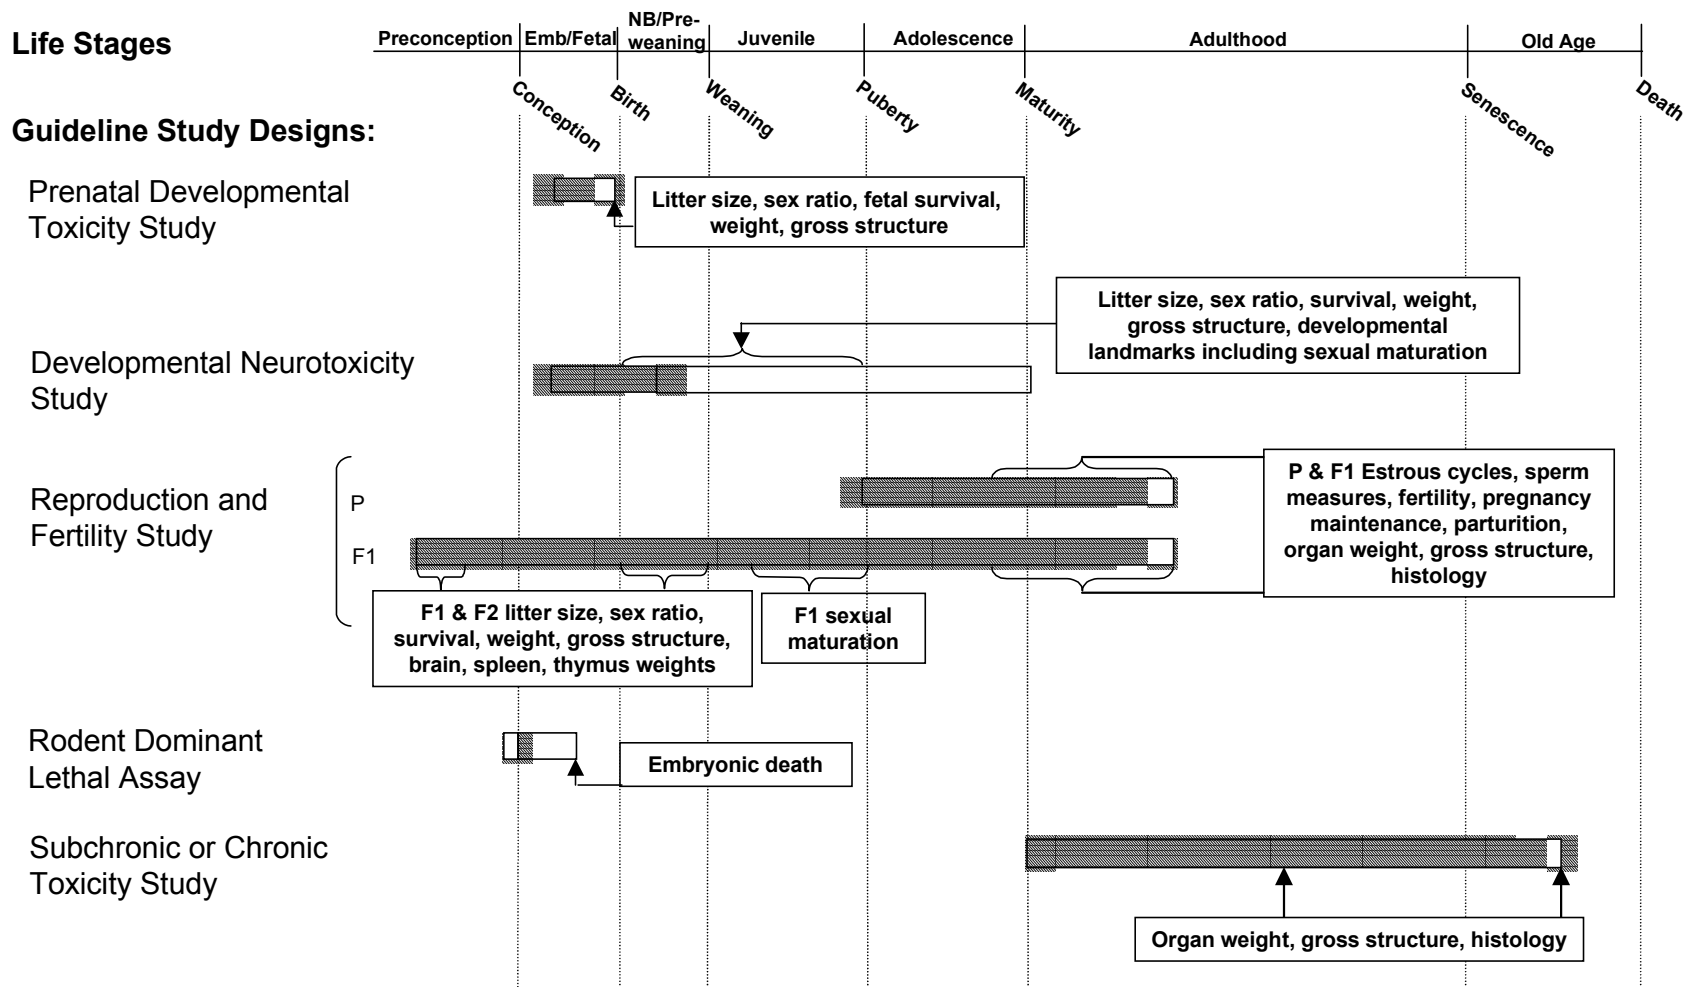 Life Stages
Preconception
Emb/Fetal
NB/Pre-
weaning
Juvenile
Adolescence
Adulthood
Old Age
Conception
Birth
Weaning
Puberty
Maturity
Senescence
Death
Guideline Study Designs:
Prenatal Developmental
Toxicity Study
Litter size, sex ratio, fetal survival,
weight, gross structure
Developmental Neurotoxicity
Study
Litter size, sex ratio, survival, weight,
gross structure, developmental
landmarks including sexual maturation
Reproduction and
Fertility Study
P
F1
P & F1 Estrous cycles, sperm
measures, fertility, pregnancy
maintenance, parturition,
organ weight, gross structure,
histology
F1 & F2 litter size, sex ratio,
survival, weight, gross structure,
brain, spleen, thymus weights
F1 sexual
maturation
Rodent Dominant
Lethal Assay
Embryonic death
Subchronic or Chronic
Toxicity Study
Organ weight, gross structure, histology